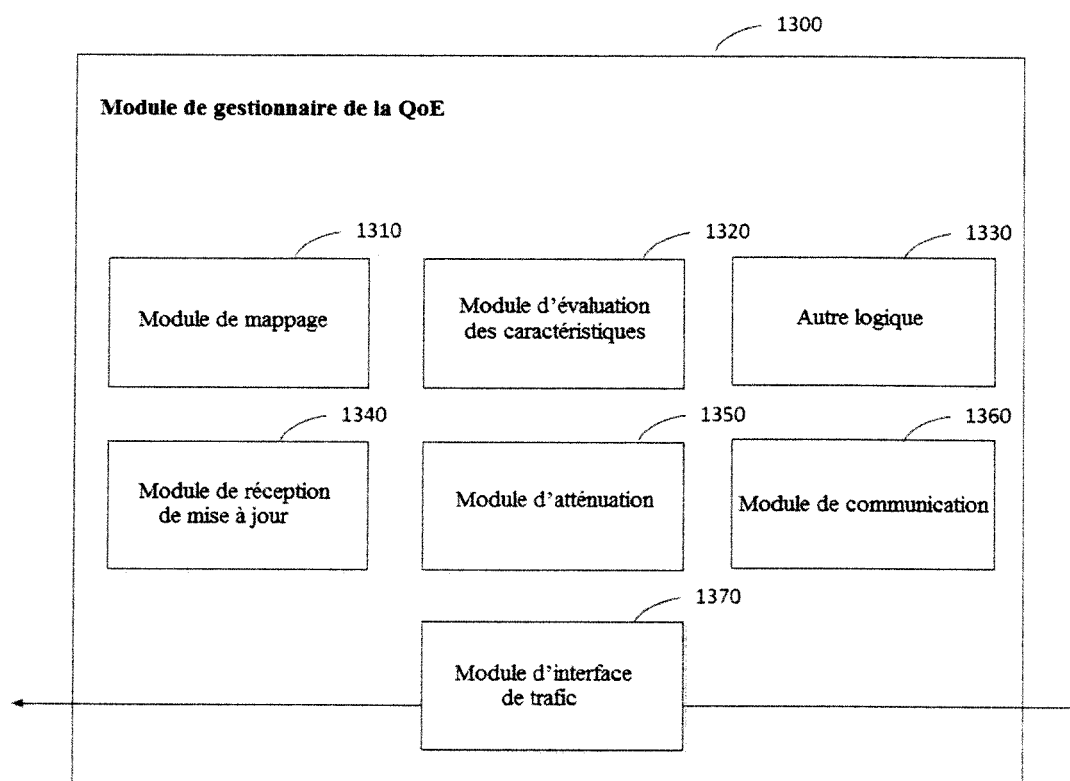 1300
Module de gestionnaire de la QoE
1310
1320
1330
Module de mappage
Module d'évaluation
des caractéristiques
Autre logique
1340
1350
1360
Module de réception
de mise à jour
Module d'atténuation
Module de communication
1370
Module d'interface
de trafic